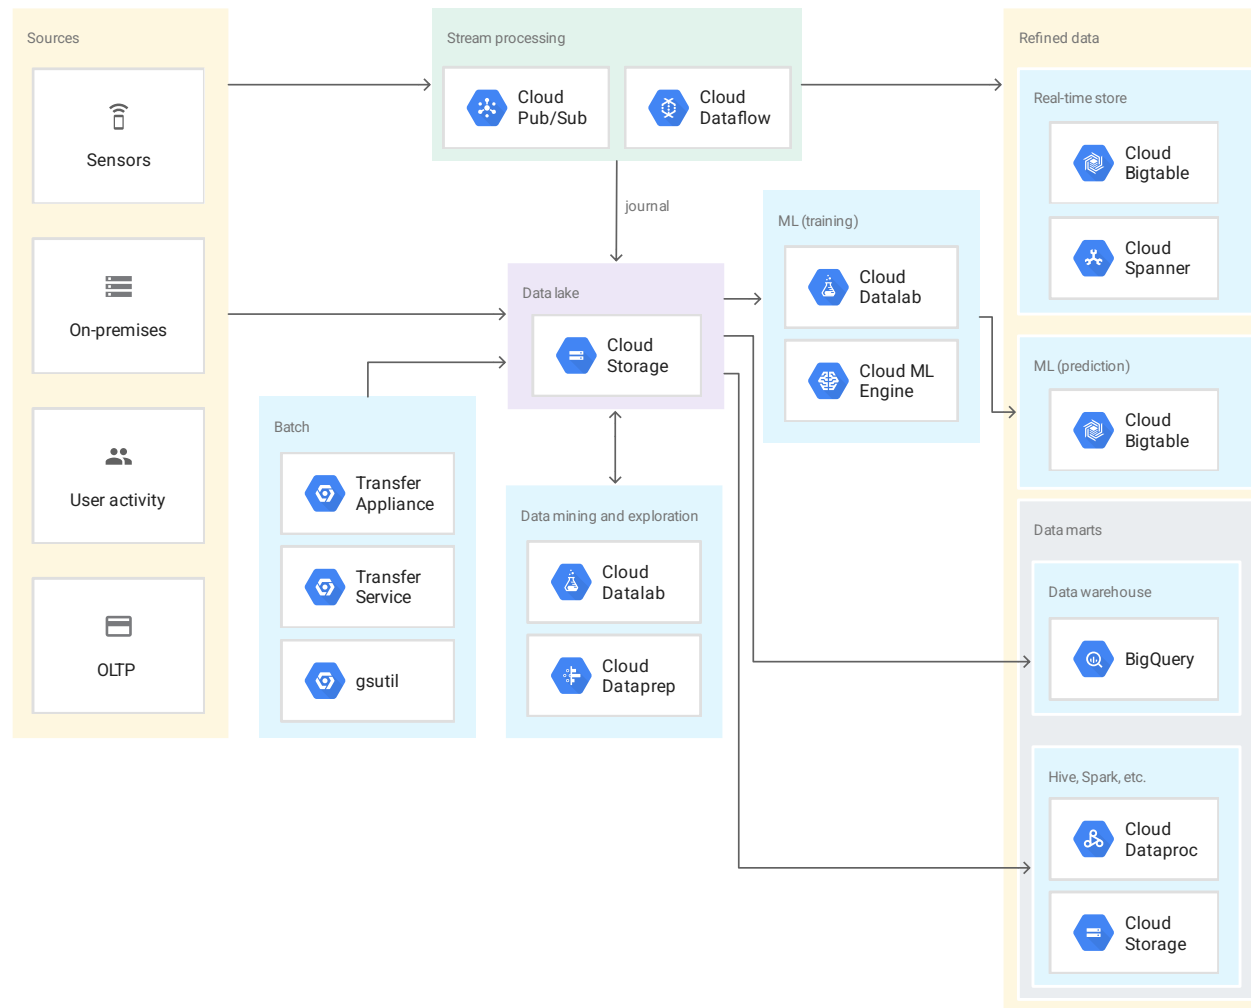 Sources
Sensors
On-premises
User activity
OLTP
Stream processing
Cloud
Pub/Sub
Cloud
Dataflow
journal
Data lake
Cloud
Storage
Batch
Transfer
Appliance
Transfer
Service
gsutil
Data mining and exploration
Cloud
Datalab
Cloud
Dataprep
ML (training)
Cloud
Datalab
Cloud ML
Engine
Refined data
Real-time store
Cloud
Bigtable
Cloud
Spanner
ML (prediction)
Cloud
Bigtable
Data marts
Data warehouse
BigQuery
Hive, Spark, etc.
Cloud
Dataproc
Cloud
Storage